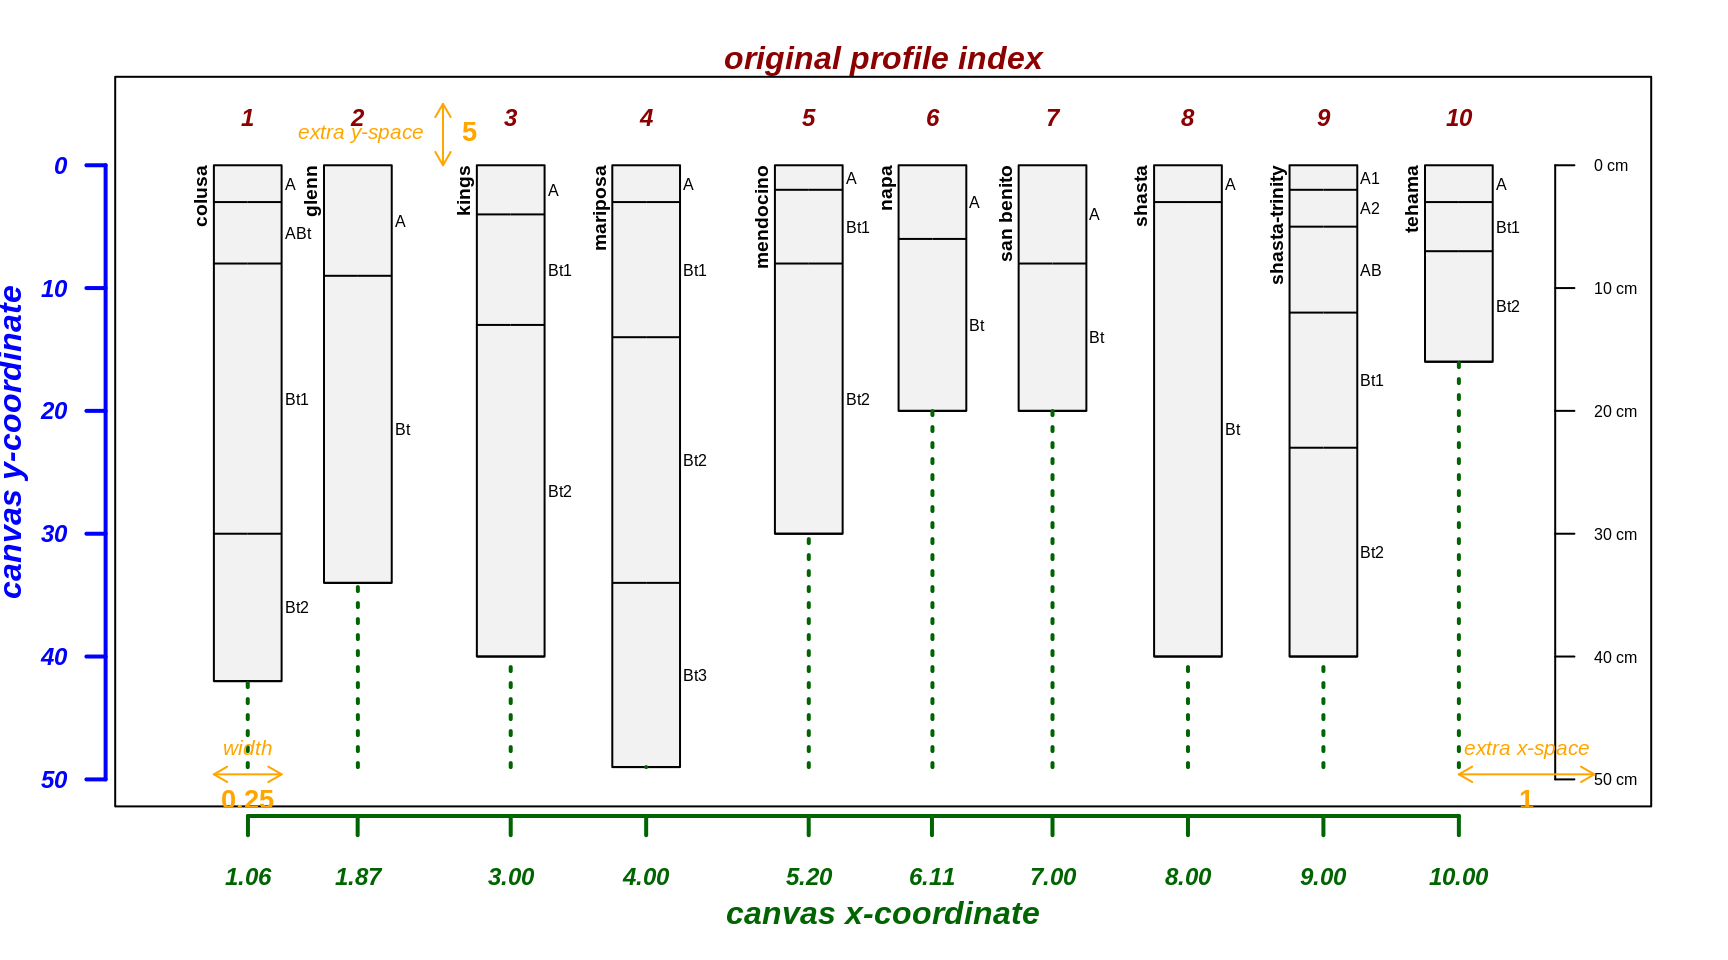 original profile index
1 2 3 4 5 6 7 8 9 10
extra y-space 5
canvas y-coordinate
0
10
20
30
40
50
colusa
A
ABt
Bt1
Bt2
glenn
A
Bt
kings
A
Bt1
Bt2
mariposa
A
Bt1
Bt2
Bt3
mendocino
A
Bt1
Bt2
napa
A
Bt
san benito
A
Bt
shasta
A
Bt
shasta-trinity
A1
A2
AB
Bt1
Bt2
tehama
A
Bt1
Bt2
0 cm
10 cm
20 cm
30 cm
40 cm
50 cm
width
0.25
extra x-space
1
1.06 1.87 3.00 4.00 5.20 6.11 7.00 8.00 9.00 10.00
canvas x-coordinate